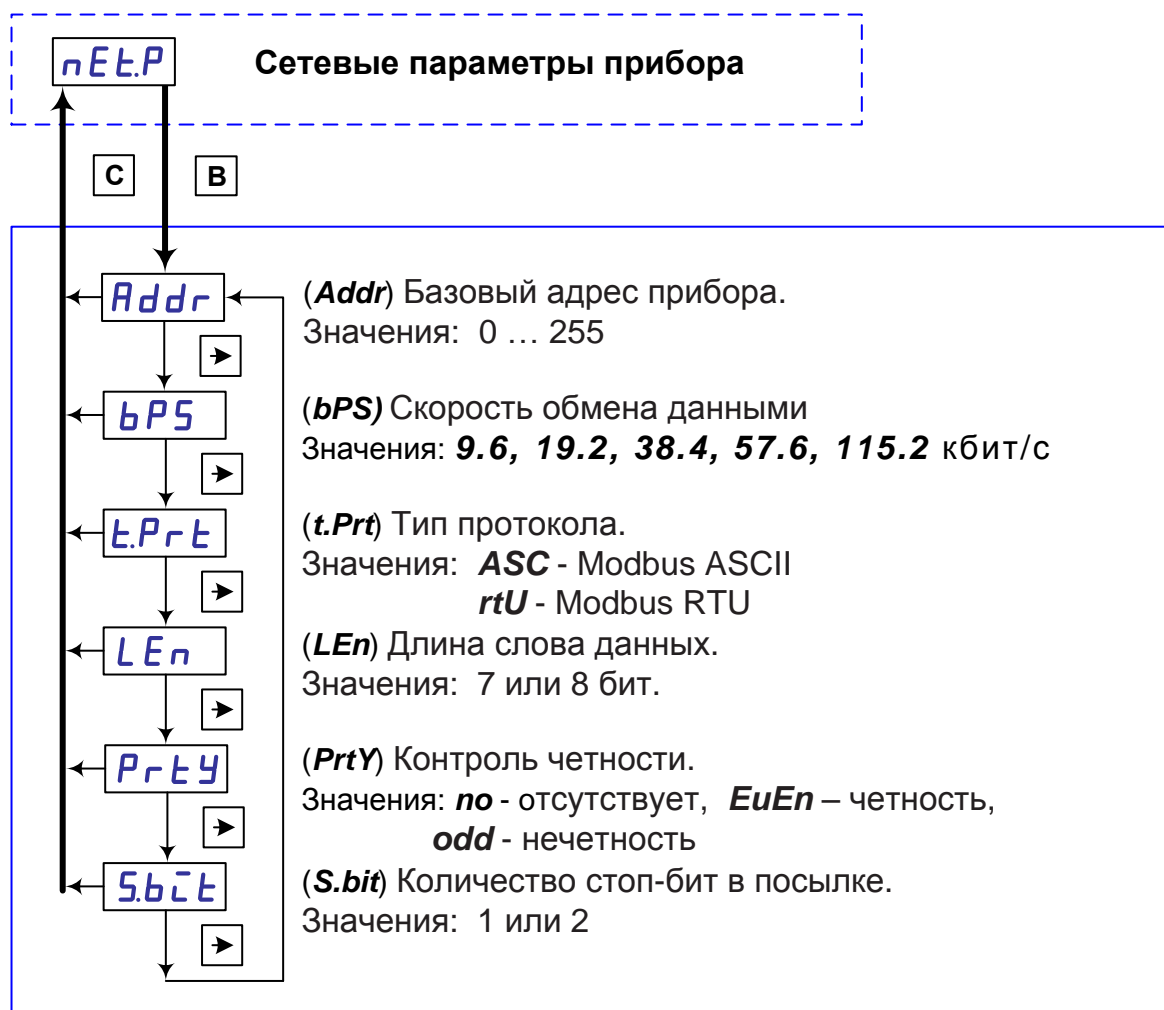 nEt.P Сетевые параметры прибора
C B
Addr (Addr) Базовый адрес прибора.
Значения: 0 … 255
bPS (bPS) Скорость обмена данными
Значения: 9.6, 19.2, 38.4, 57.6, 115.2 кбит/с
t.Prt (t.Prt) Тип протокола.
Значения: ASC - Modbus ASCII
rtU - Modbus RTU
LEn (LEn) Длина слова данных.
Значения: 7 или 8 бит.
PrtY (PrtY) Контроль четности.
Значения: no - отсутствует, EuEn – четность,
odd - нечетность
S.bit (S.bit) Количество стоп-бит в посылке.
Значения: 1 или 2